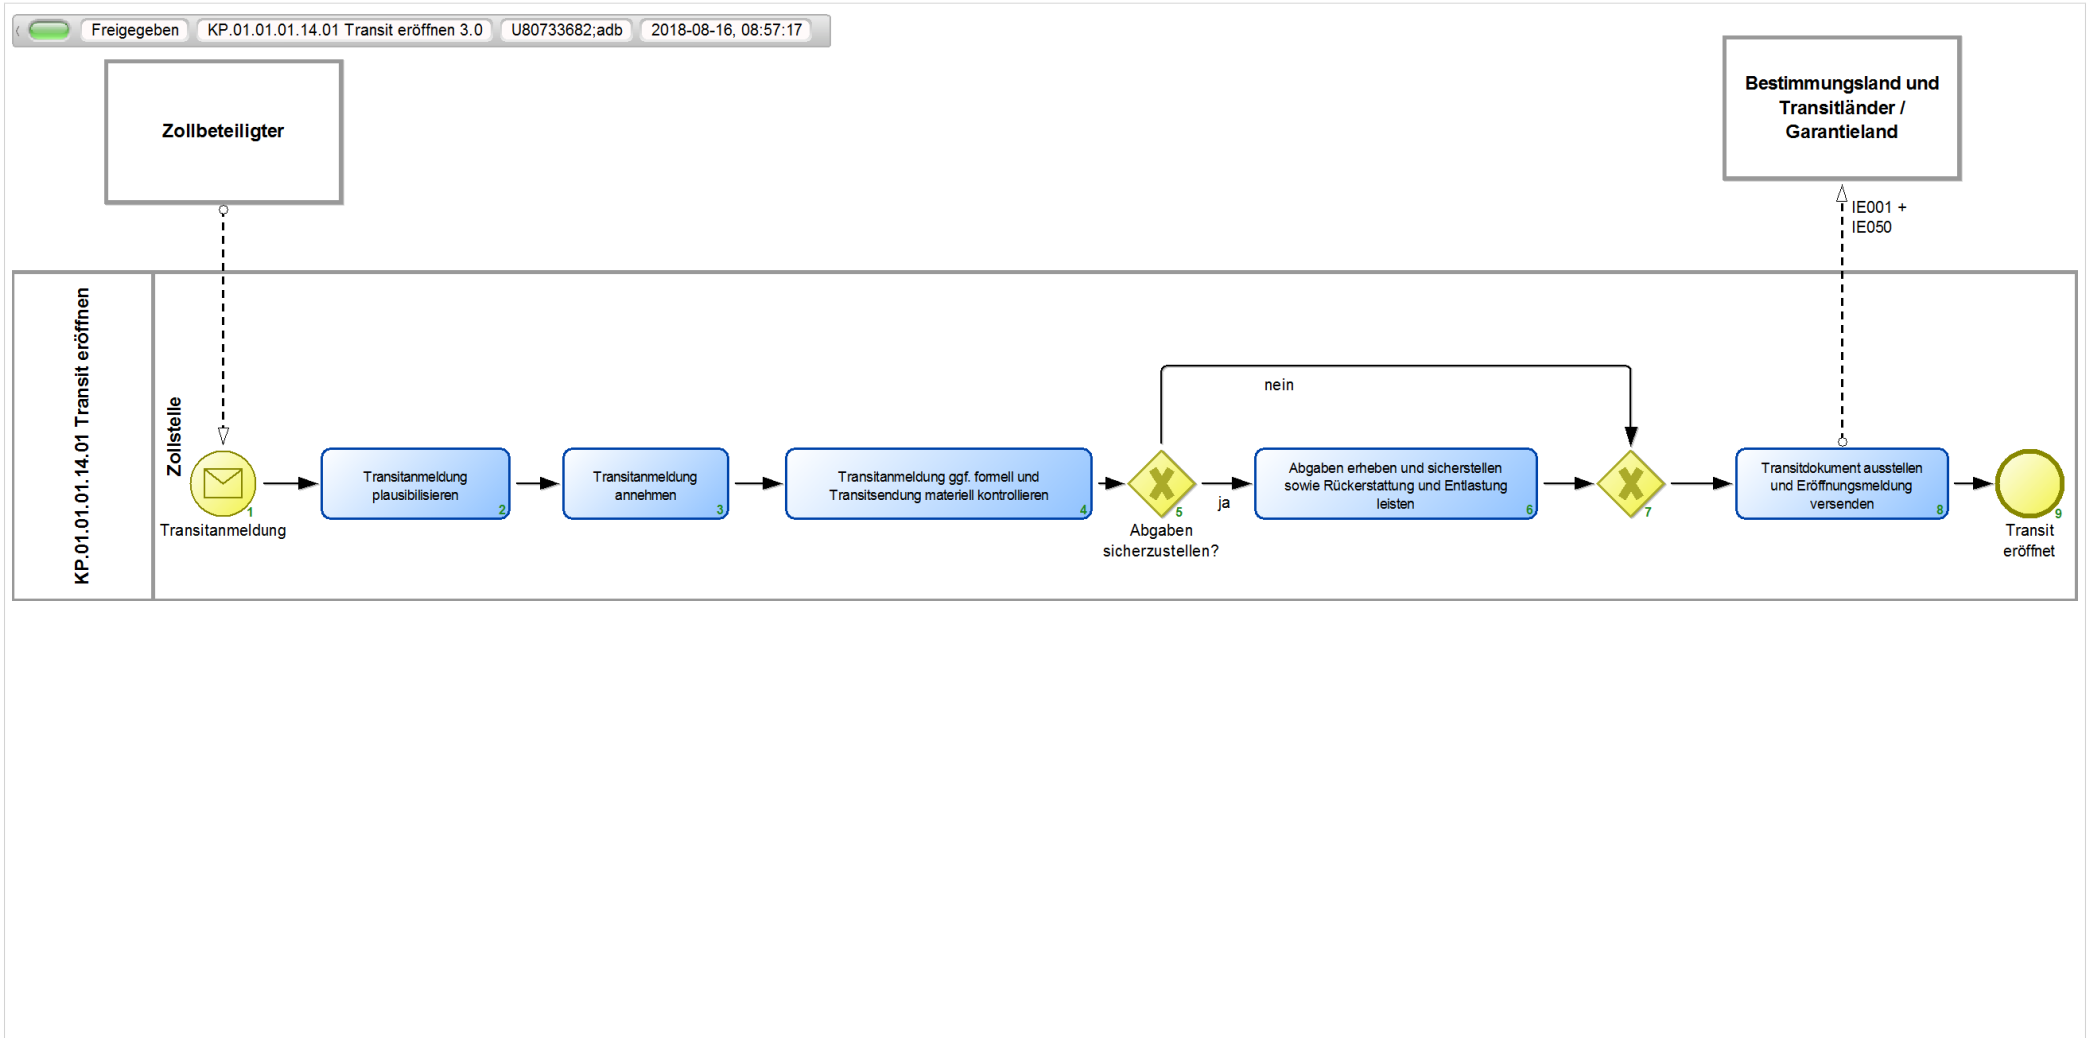 Freigegeben
KP.01.01.01.14.01 Transit eröffnen 3.0
U80733682;adb
2018-08-16, 08:57:17
Zollbeteiligter
Bestimmungsland und
Transitländer /
Garantieland
IE001 +
IE050
KP.01.01.01.14.01 Transit eröffnen
Zollstelle
1
Transitanmeldung
Transitanmeldung
plausibilisieren
2
Transitanmeldung
annehmen
3
Transitanmeldung ggf. formell und
Transitsendung materiell kontrollieren
4
5
Abgaben
sicherzustellen?
nein
ja
Abgaben erheben und sicherstellen
sowie Rückerstattung und Entlastung
leisten
6
7
Transitdokument ausstellen
und Eröffnungsmeldung
versenden
8
9
Transit
eröffnet